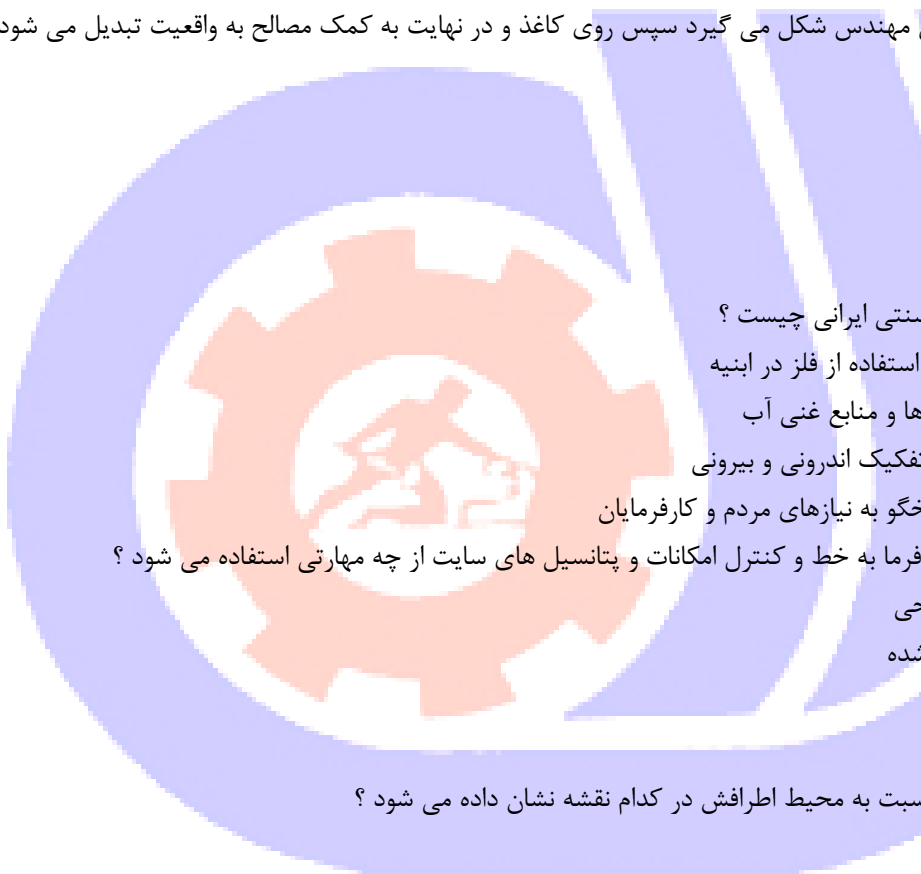 مهندس شکل می گیرد سپس روی کاغذ و در نهایت به کمک مصالح به واقعیت تبدیل می شود
سنتی ایرانی چیست ؟
استفاده از فلز در ابنیه
ها و منابع غنی آب
تفکیک اندرونی و بیرونی
خگو به نیازهای مردم و کارفرمایان
فرما به خط و کنترل امکانات و پتانسیل های سایت از چه مهارتی استفاده می شود ؟
حی
شده
سبت به محیط اطرافش در کدام نقشه نشان داده می شود ؟